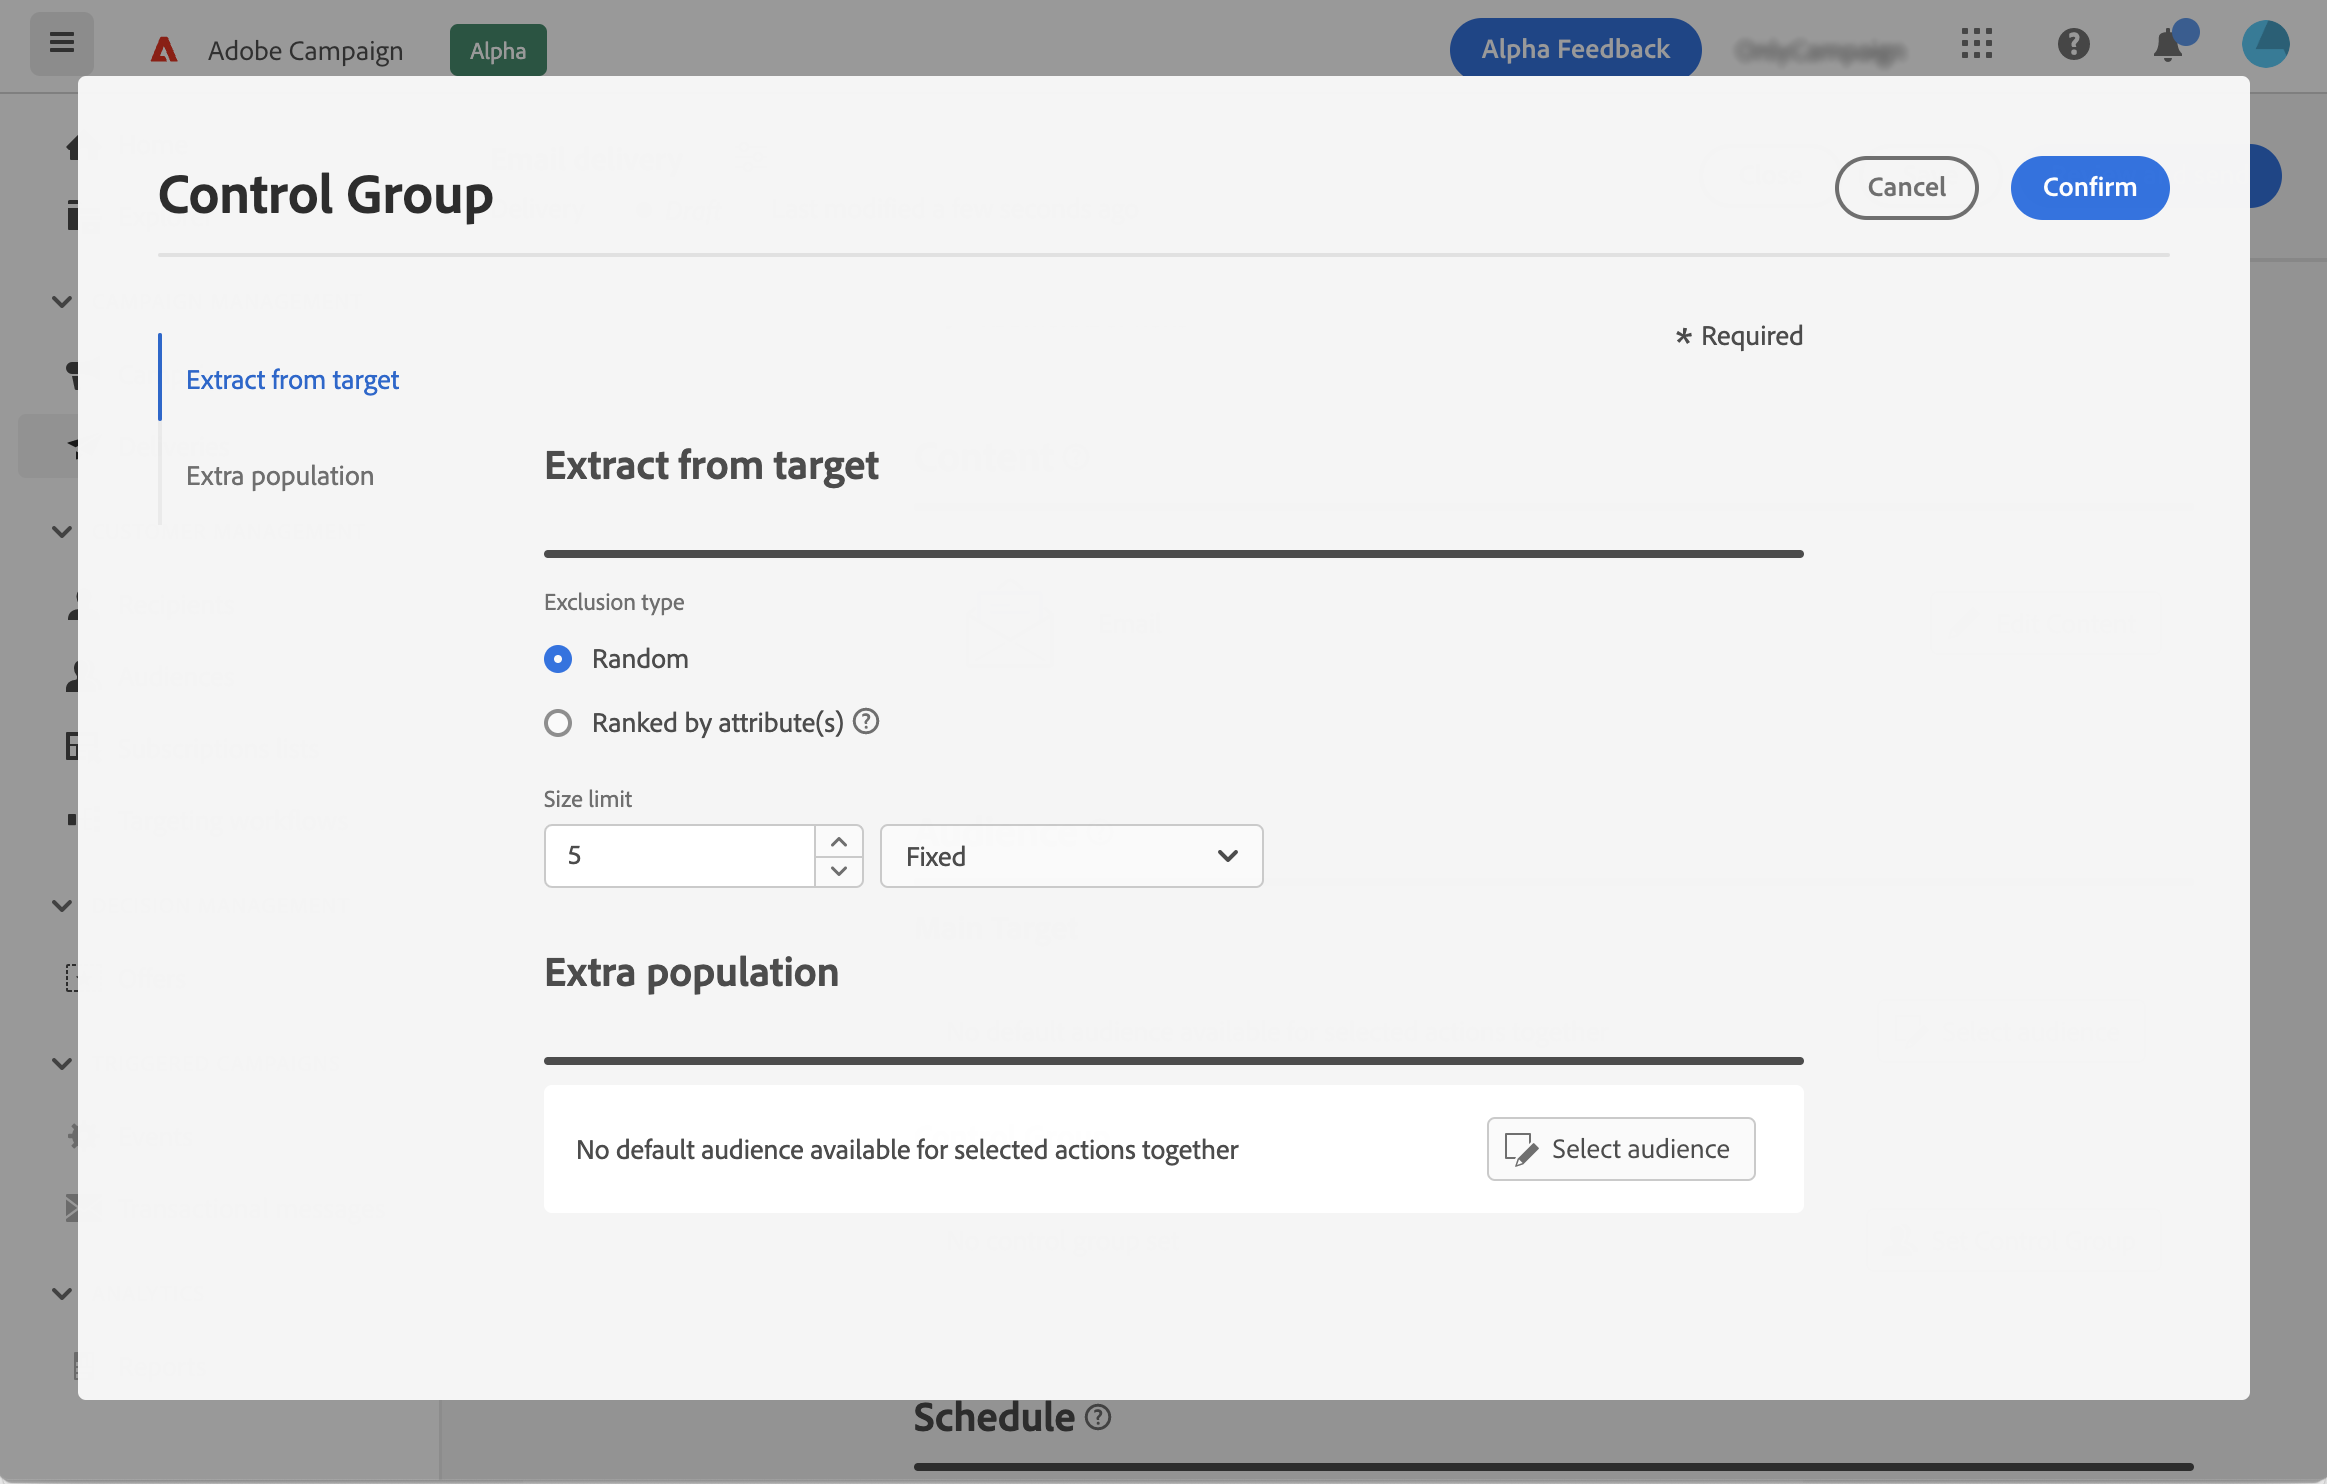 Adobe Campaign
Alpha
Alpha Feedback
Control Group
Cancel
Confirm
* Required
Extract from target
Extra population
Extract from target
Exclusion type
Random
Ranked by attribute(s)
Size limit
5
Fixed
Extra population
No default audience available for selected actions together
Select audience
Schedule